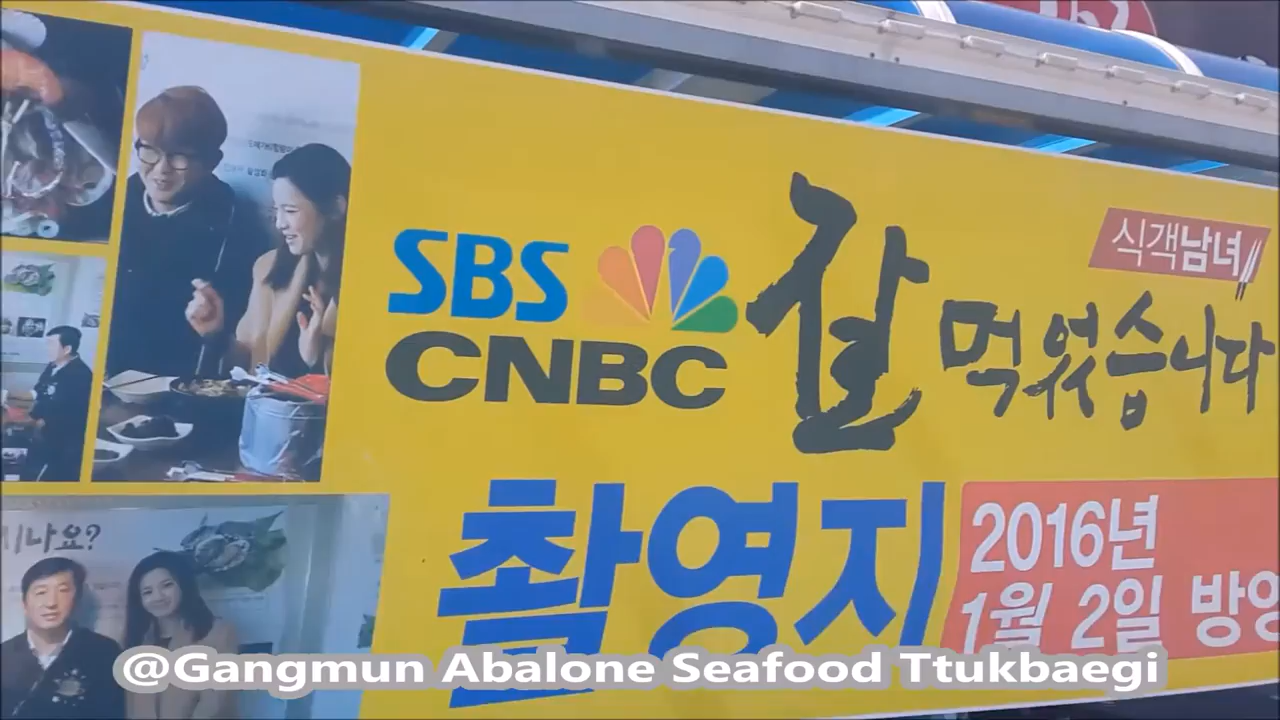 식객남녀
SBS
CNBC
잘 먹었습니다
촬영지
2016년
1월 2일 방영
@Gangmun Abalone Seafood Ttukbaegi